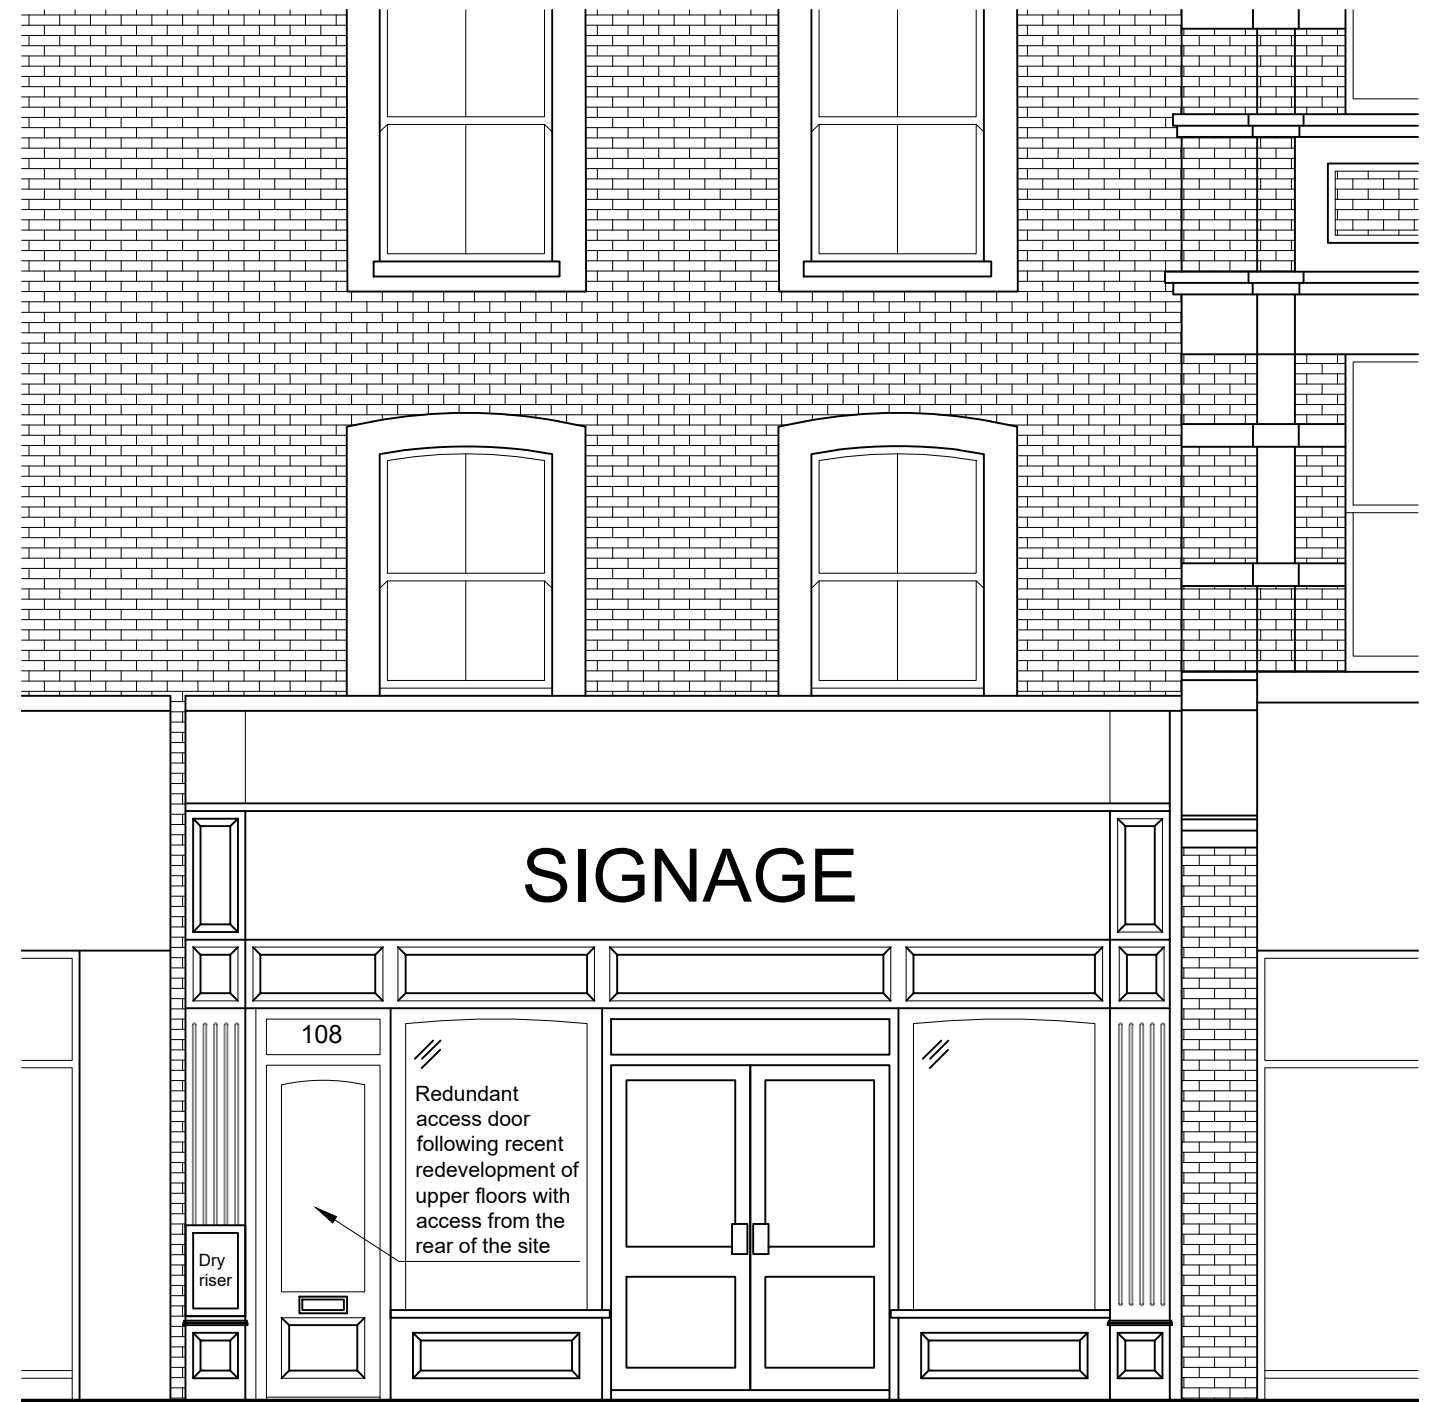 SIGNAGE
108
Redundant
access door
following recent
redevelopment of
upper floors with
access from the
rear of the site
Dry
riser